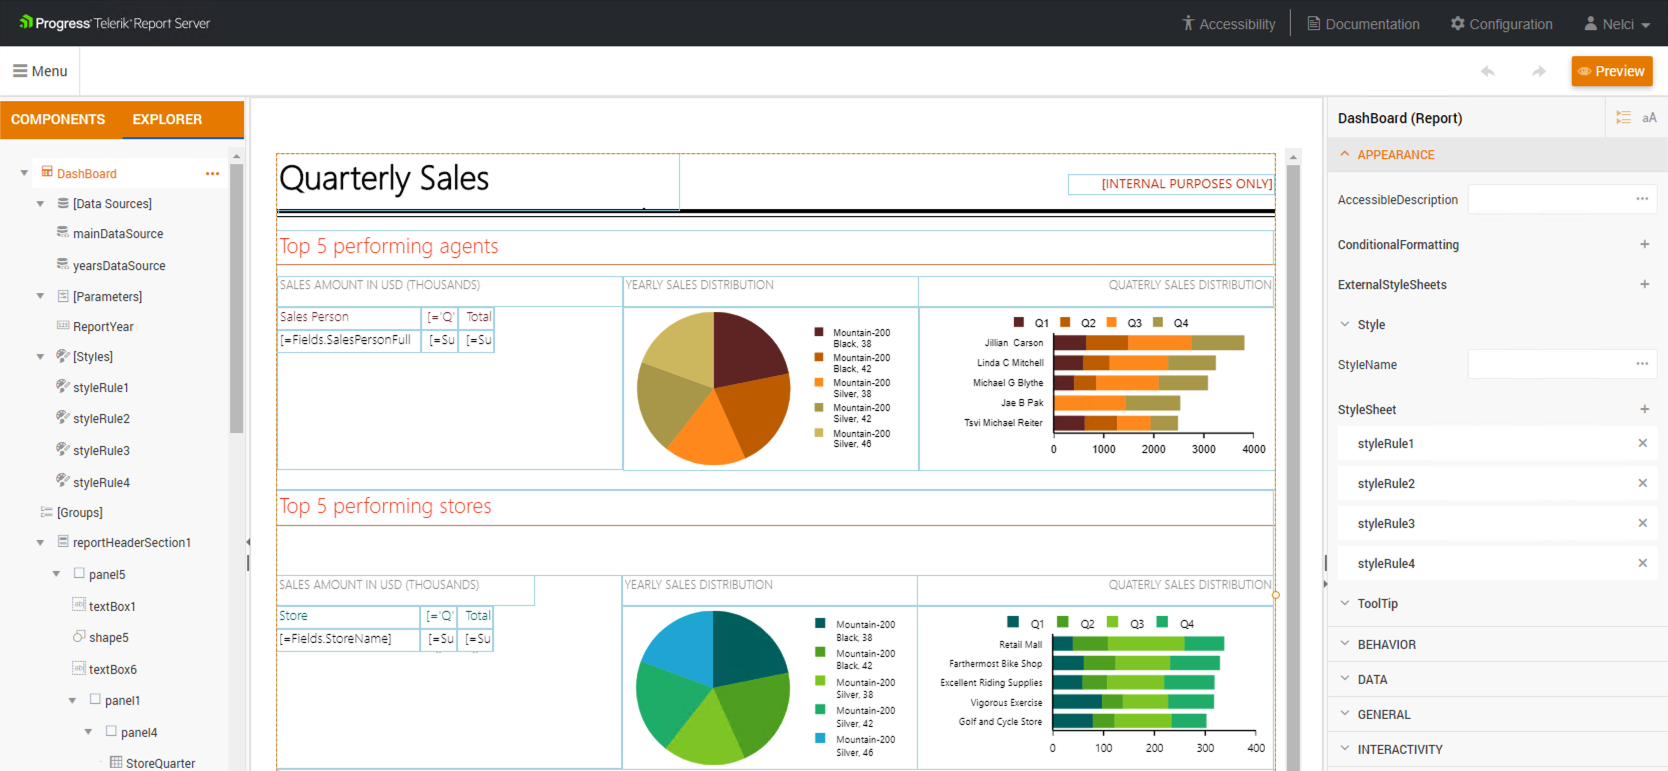 Progress Telerik Report Server
Accessibility
Documentation
Configuration
Nelci
Menu
Preview
COMPONENTS
EXPLORER
DashBoard
[Data Sources]
mainDataSource
yearsDataSource
[Parameters]
ReportYear
[Styles]
styleRule1
styleRule2
styleRule3
styleRule4
[Groups]
reportHeaderSection1
panel5
textBox1
shape5
textBox6
panel1
panel4
StoreQuarter
Quarterly Sales
[INTERNAL PURPOSES ONLY]
Top 5 performing agents
SALES AMOUNT IN USD (THOUSANDS)
YEARLY SALES DISTRIBUTION
QUATERLY SALES DISTRIBUTION
Sales Person [='Q' Total
[=Fields.SalesPersonFull [=Su [=Su
Mountain-200
Black, 38
Mountain-200
Black, 42
Mountain-200
Silver, 38
Mountain-200
Silver, 42
Mountain-200
Silver, 46
Q1 Q2 Q3 Q4
Jillian Carson
Linda C Mitchell
Michael G Blythe
Jae B Pak
Tsvi Michael Reiter
0 1000 2000 3000 4000
Top 5 performing stores
SALES AMOUNT IN USD (THOUSANDS)
YEARLY SALES DISTRIBUTION
QUATERLY SALES DISTRIBUTION
Store [='Q' Total
[=Fields.StoreName] [=Su [=Su
Mountain-200
Black, 38
Mountain-200
Black, 42
Mountain-200
Silver, 38
Mountain-200
Silver, 42
Mountain-200
Silver, 46
Q1 Q2 Q3 Q4
Retail Mall
Farthermost Bike Shop
Excellent Riding Supplies
Vigorous Exercise
Golf and Cycle Store
0 100 200 300 400
DashBoard (Report)
aA
APPEARANCE
AccessibleDescription
ConditionalFormatting
ExternalStyleSheets
Style
StyleName
StyleSheet
styleRule1
styleRule2
styleRule3
styleRule4
ToolTip
BEHAVIOR
DATA
GENERAL
INTERACTIVITY